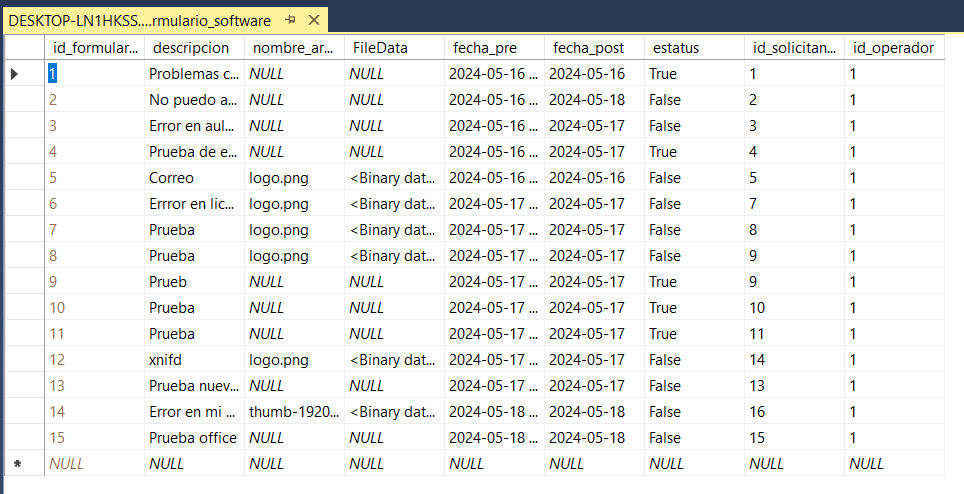 DESKTOP-LN1HKSS....rmulario_software
id_formular... descripcion nombre_ar... FileData fecha_pre fecha_post estatus id_solicitan... id_operador
1 Problemas c... NULL NULL 2024-05-16 ... 2024-05-16 True 1 1
2 No puedo a... NULL NULL 2024-05-16 ... 2024-05-18 False 2 1
3 Error en aul... NULL NULL 2024-05-16 ... 2024-05-17 False 3 1
4 Prueba de e... NULL NULL 2024-05-16 ... 2024-05-17 True 4 1
5 Correo logo.png <Binary dat... 2024-05-16 ... 2024-05-16 False 5 1
6 Errror en lic... logo.png <Binary dat... 2024-05-17 ... 2024-05-17 False 7 1
7 Prueba logo.png <Binary dat... 2024-05-17 ... 2024-05-17 False 8 1
8 Prueba logo.png <Binary dat... 2024-05-17 ... 2024-05-17 False 9 1
9 Prueb NULL NULL 2024-05-17 ... 2024-05-17 True 9 1
10 Prueba NULL NULL 2024-05-17 ... 2024-05-17 True 10 1
11 Prueba NULL NULL 2024-05-17 ... 2024-05-17 True 11 1
12 xnifd logo.png <Binary dat... 2024-05-17 ... 2024-05-17 False 14 1
13 Prueba nuev... NULL NULL 2024-05-17 ... 2024-05-17 False 13 1
14 Error en mi ... thumb-1920... <Binary dat... 2024-05-18 ... 2024-05-18 False 16 1
15 Prueba office NULL NULL 2024-05-18 ... 2024-05-18 False 15 1
NULL NULL NULL NULL NULL NULL NULL NULL NULL